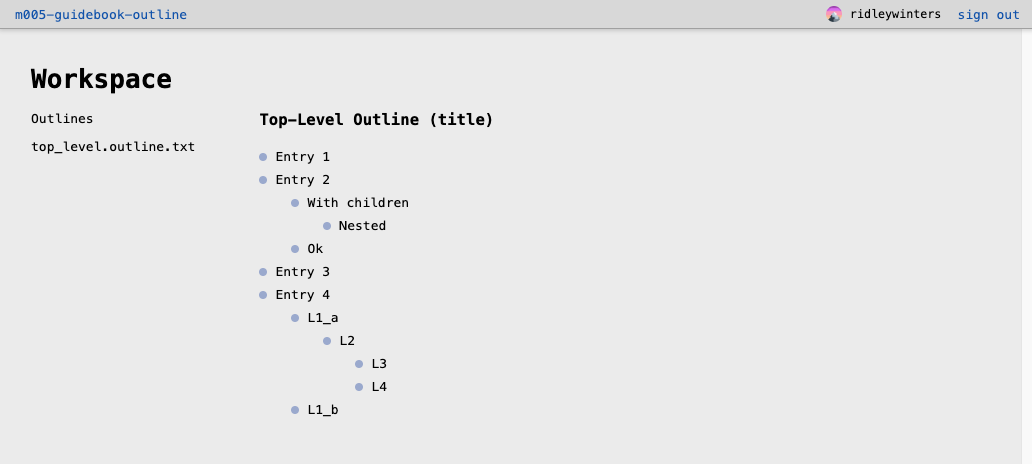 m005-guidebook-outline
ridleywinters sign out
Workspace
Outlines
top_level.outline.txt
Top-Level Outline (title)
Entry 1
Entry 2
With children
Nested
Ok
Entry 3
Entry 4
L1_a
L2
L3
L4
L1_b